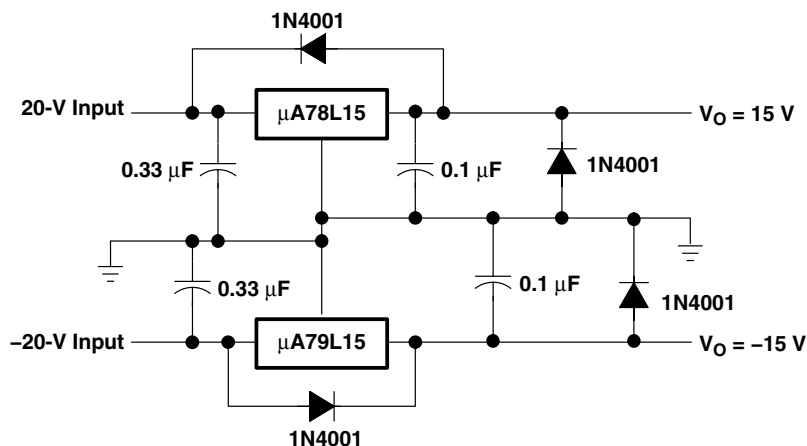 1N4001
20-V Input
μA78L15
V_O = 15 V
0.33 μF
0.1 μF
1N4001
0.33 μF
0.1 μF
1N4001
−20-V Input
μA79L15
V_O = −15 V
1N4001